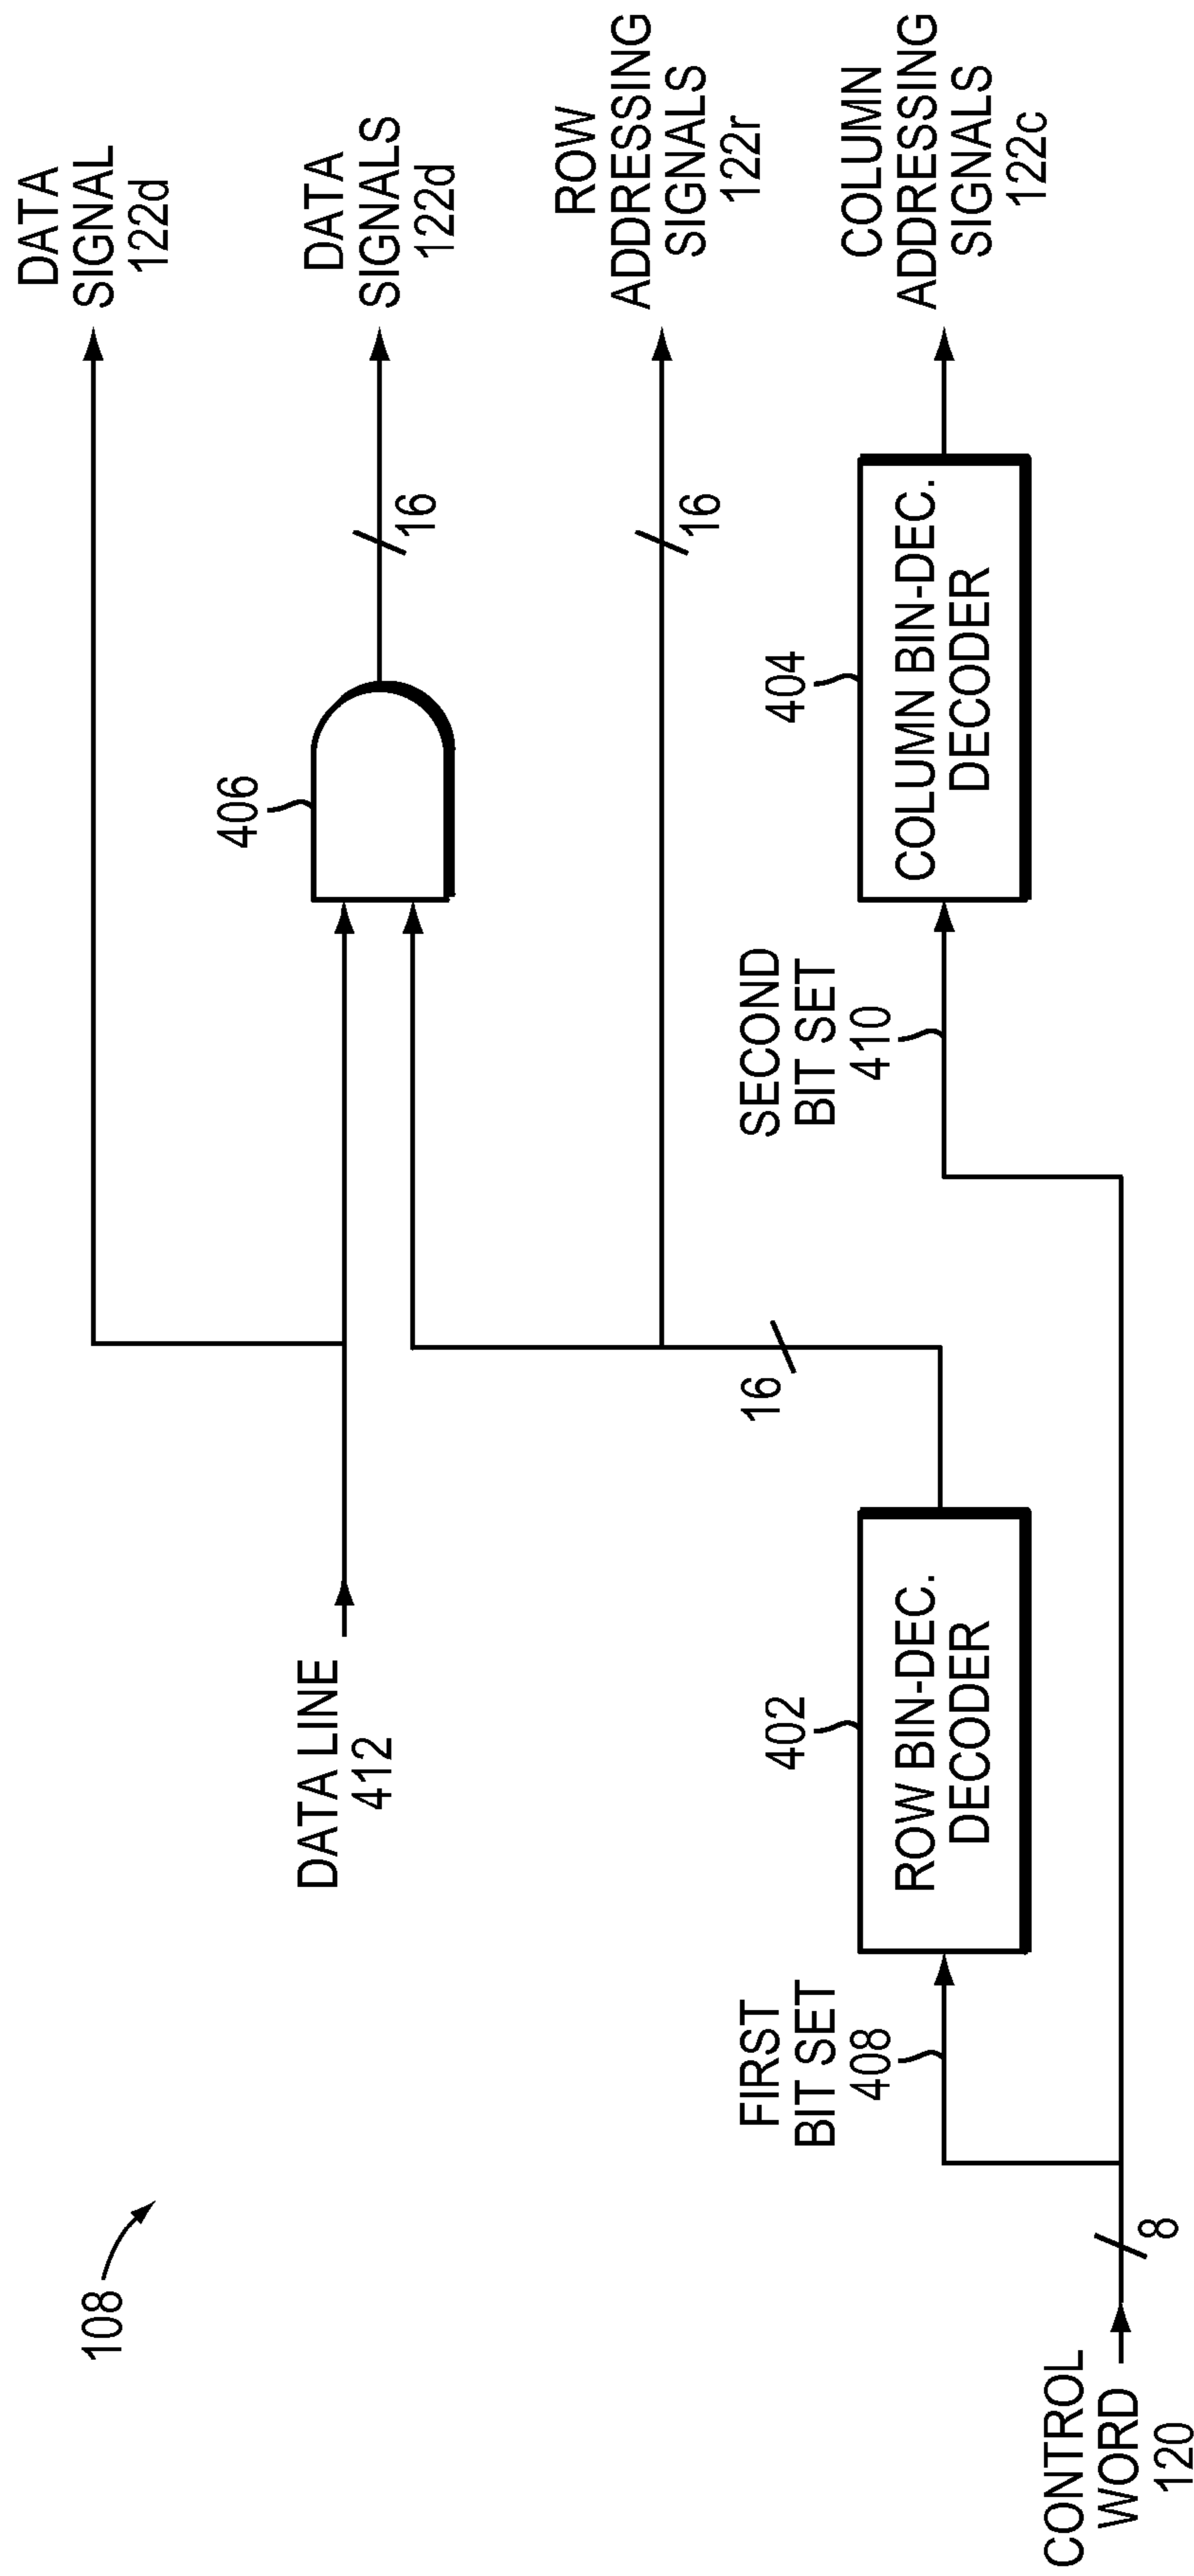 108
DATA
SIGNAL
122d
DATA LINE
412
406
16
DATA
SIGNALS
122d
16
ROW
ADDRESSING
SIGNALS
122r
16
FIRST
BIT SET
408
402
ROW BIN-DEC.
DECODER
SECOND
BIT SET
410
404
COLUMN BIN-DEC.
DECODER
COLUMN
ADDRESSING
SIGNALS
122c
CONTROL
WORD
120
8